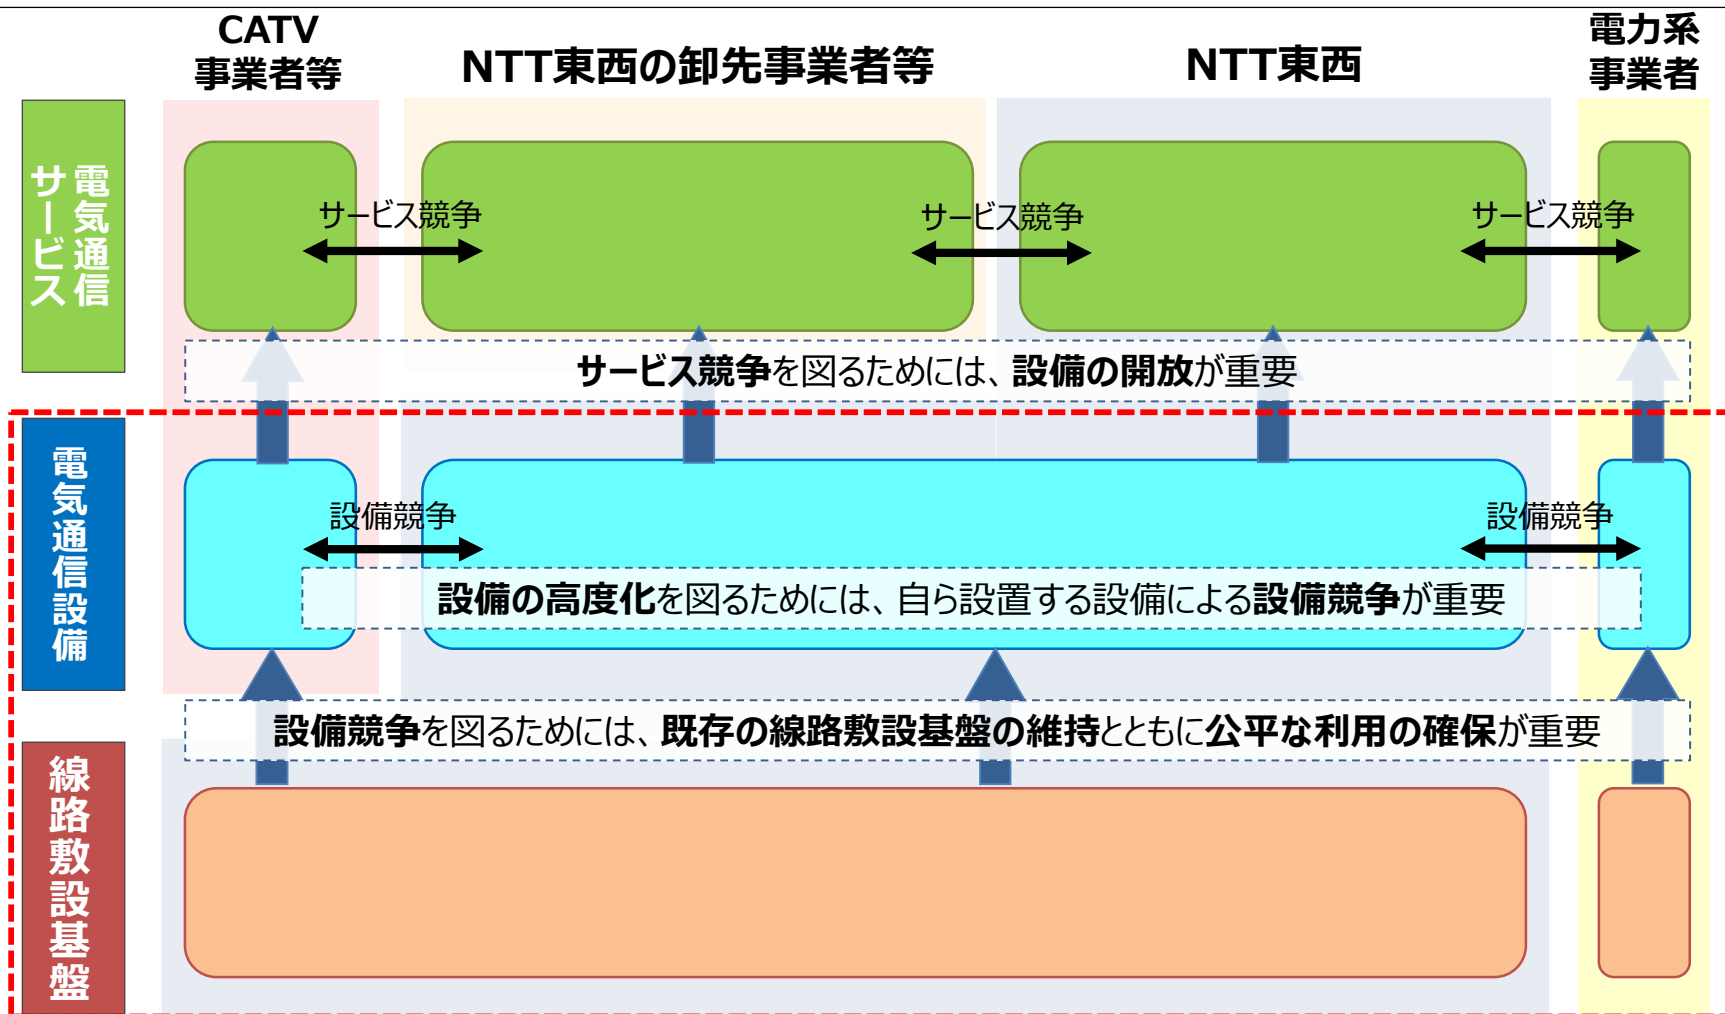 CATV
事業者等
NTT東西の卸先事業者等
NTT東西
電力系
事業者
電気通信
サービス
サービス競争
サービス競争
サービス競争
サービス競争を図るためには、設備の開放が重要
電気通信設備
設備競争
設備競争
設備の高度化を図るためには、自ら設置する設備による設備競争が重要
設備競争を図るためには、既存の線路敷設基盤の維持とともに公平な利用の確保が重要
線路敷設基盤